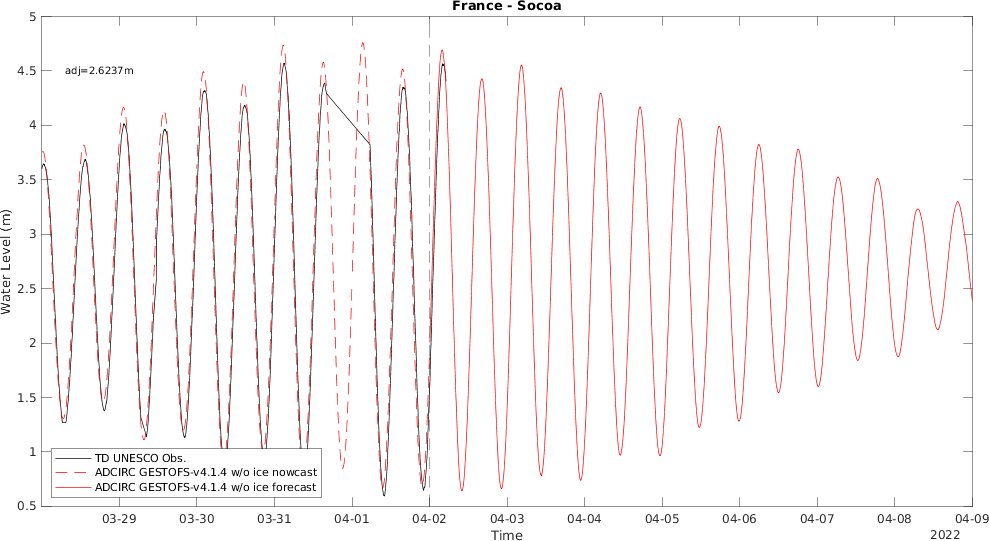 France - Socoa
5
4.5
4
3.5
3
2.5
2
1.5
1
0.5
Water Level (m)
adj=2.6237m
TD UNESCO Obs.
ADCIRC GESTOFS-v4.1.4 w/o ice nowcast
ADCIRC GESTOFS-v4.1.4 w/o ice forecast
03-29 03-30 03-31 04-01 04-02 04-03 04-04 04-05 04-06 04-07 04-08 04-09
Time
2022